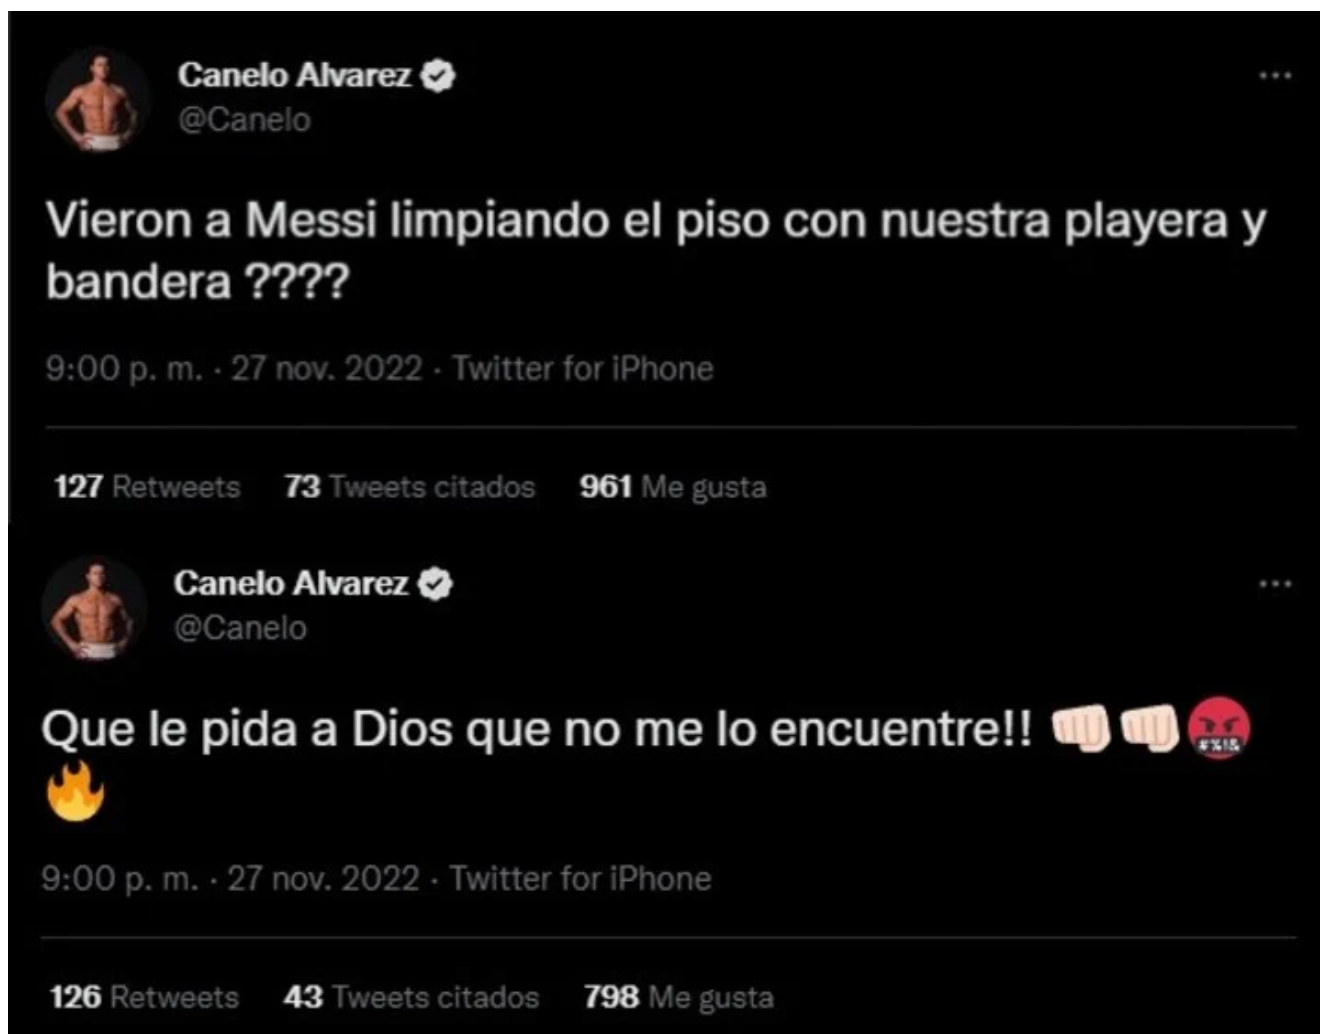 Canelo Alvarez
@Canelo
Vieron a Messi limpiando el piso con nuestra playera y
bandera ????
9:00 p. m. · 27 nov. 2022 · Twitter for iPhone
127 Retweets 73 Tweets citados 961 Me gusta
Canelo Alvarez
@Canelo
Que le pida a Dios que no me lo encuentre!! 👊🏻👊🏻🤬
🔥
9:00 p. m. · 27 nov. 2022 · Twitter for iPhone
126 Retweets 43 Tweets citados 798 Me gusta